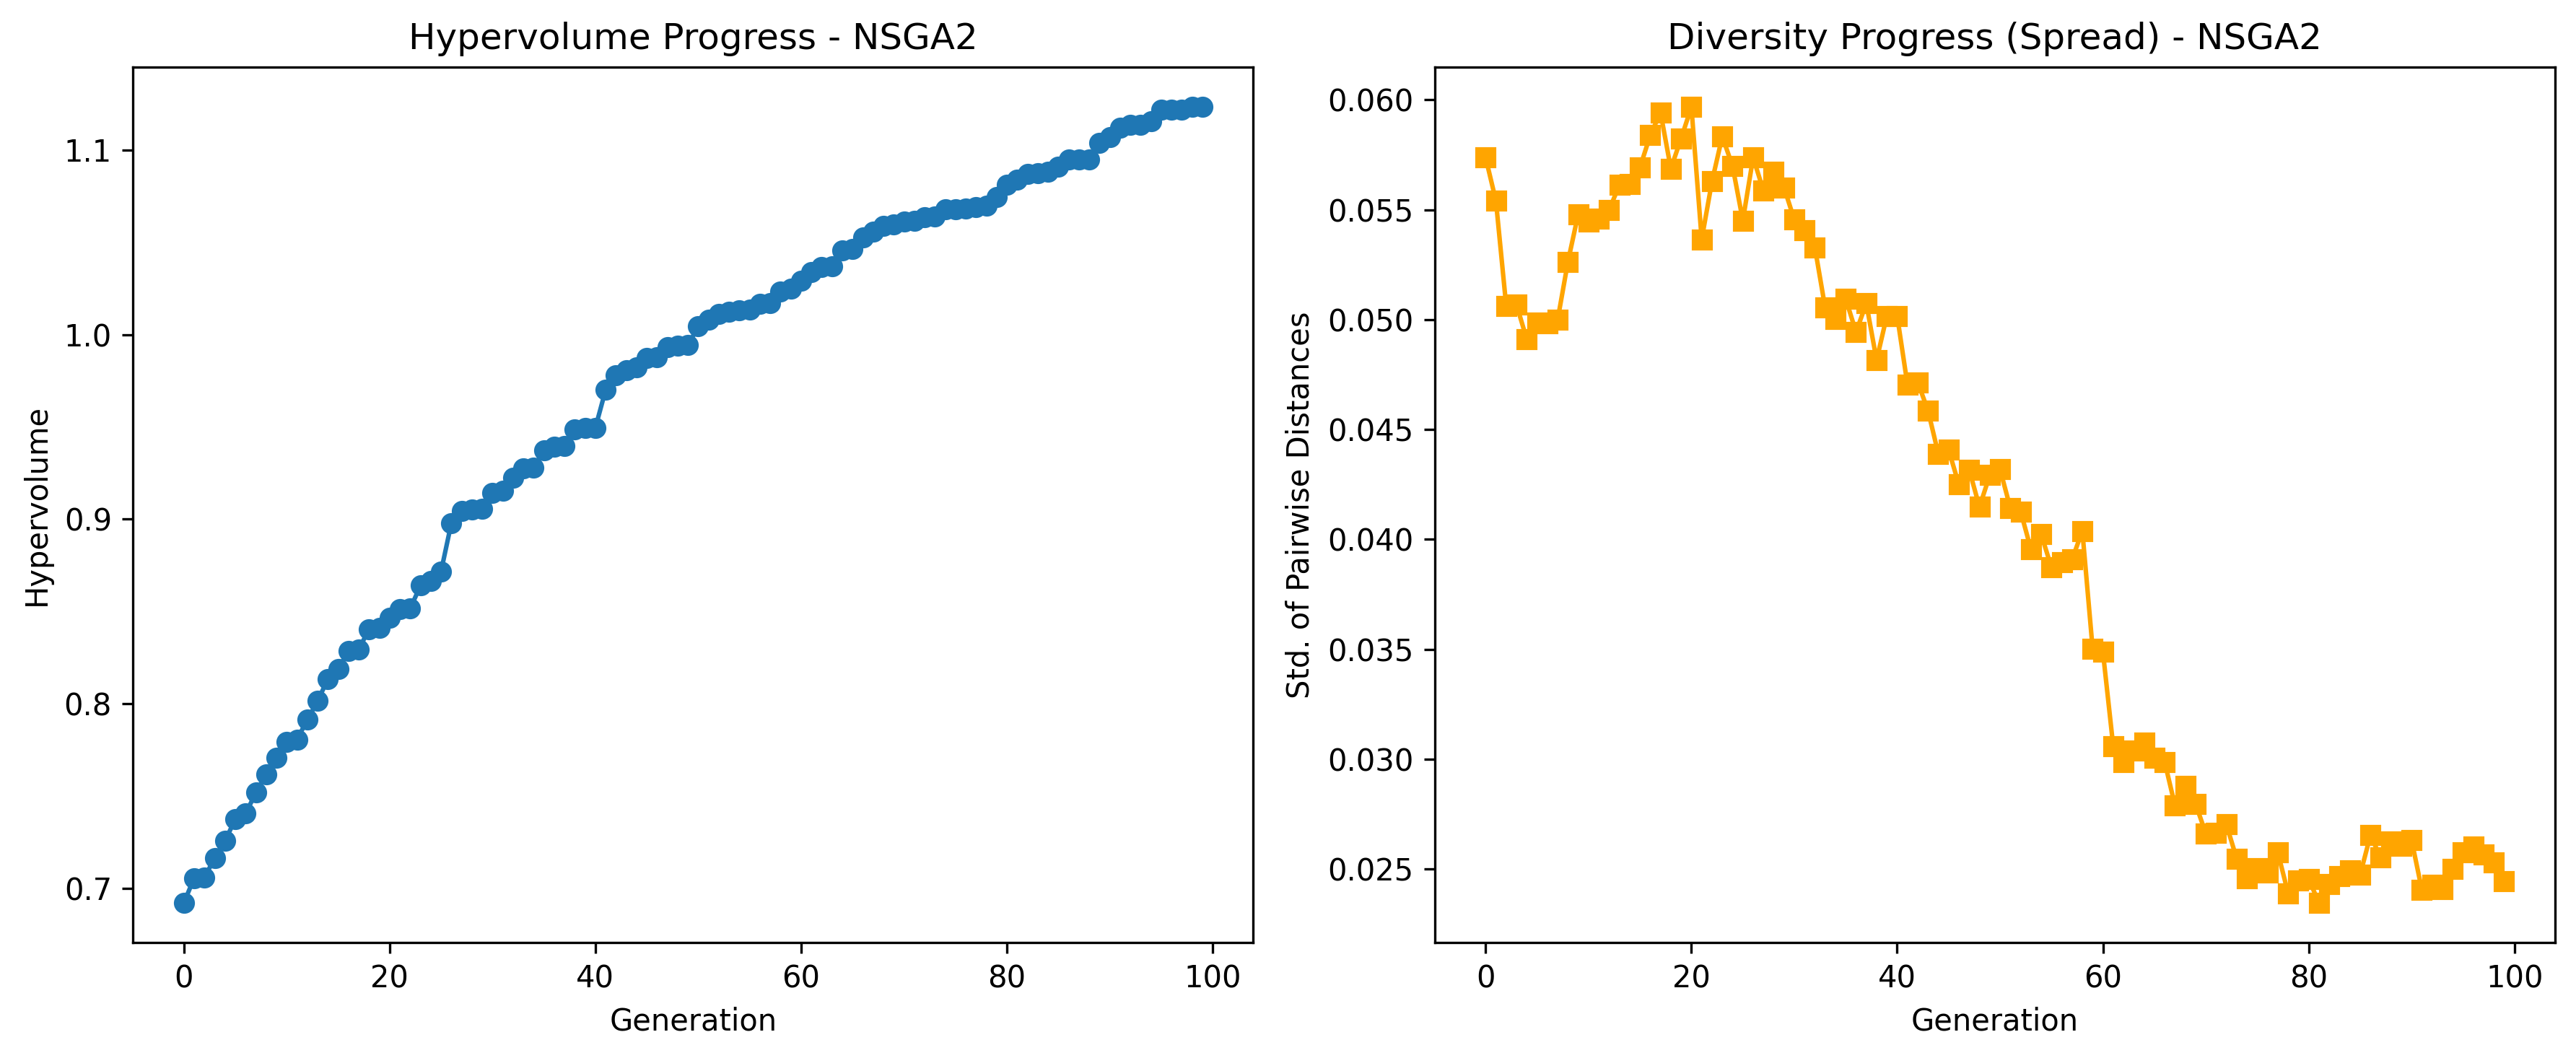 Hypervolume Progress - NSGA2
Hypervolume
1.1
1.0
0.9
0.8
0.7
0 20 40 60 80 100
Generation
Diversity Progress (Spread) - NSGA2
Std. of Pairwise Distances
0.060
0.055
0.050
0.045
0.040
0.035
0.030
0.025
0 20 40 60 80 100
Generation